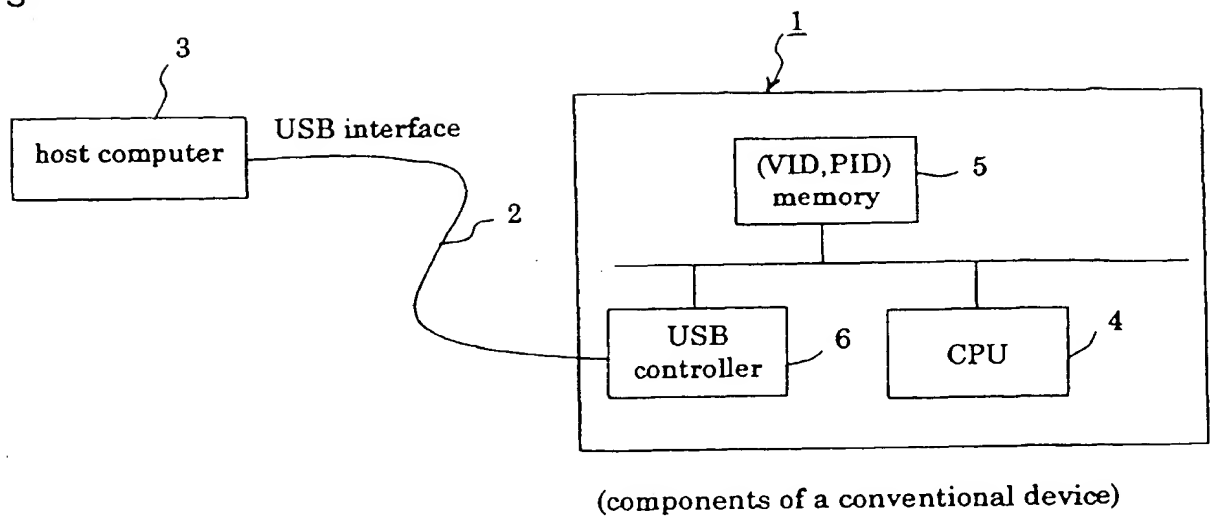 1
3
USB interface
host computer
(VID,PID)
memory
5
2
USB
controller
6
CPU
4
(components of a conventional device)